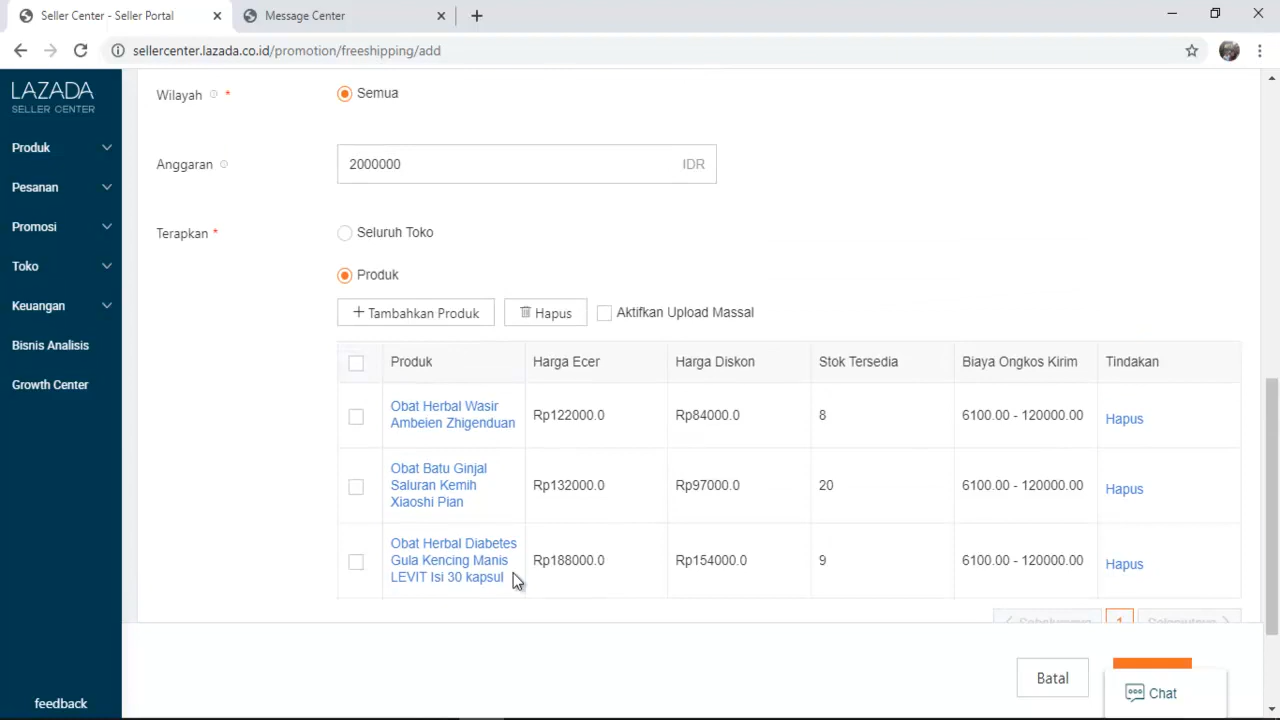 Seller Center - Seller Portal
Message Center
sellercenter.lazada.co.id/promotion/freeshipping/add
LAZADA
SELLER CENTER
Produk
Pesanan
Promosi
Toko
Keuangan
Bisnis Analisis
Growth Center
feedback
Wilayah *
Semua
Anggaran
2000000 IDR
Terapkan *
Seluruh Toko
Produk
+ Tambahkan Produk
Hapus
Aktifkan Upload Massal
Produk Harga Ecer Harga Diskon Stok Tersedia Biaya Ongkos Kirim Tindakan
Obat Herbal Wasir
Ambeien Zhigenduan
Rp122000.0 Rp84000.0 8 6100.00 - 120000.00 Hapus
Obat Batu Ginjal
Saluran Kemih
Xiaoshi Pian
Rp132000.0 Rp97000.0 20 6100.00 - 120000.00 Hapus
Obat Herbal Diabetes
Gula Kencing Manis
LEVIT Isi 30 kapsul
Rp188000.0 Rp154000.0 9 6100.00 - 120000.00 Hapus
Batal
Chat